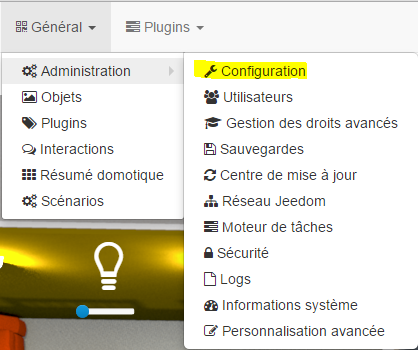 Général
Plugins
Administration
Objets
Plugins
Interactions
Résumé domotique
Scénarios
Configuration
Utilisateurs
Gestion des droits avancés
Sauvegardes
Centre de mise à jour
Réseau Jeedom
Moteur de tâches
Sécurité
Logs
Informations système
Personnalisation avancée